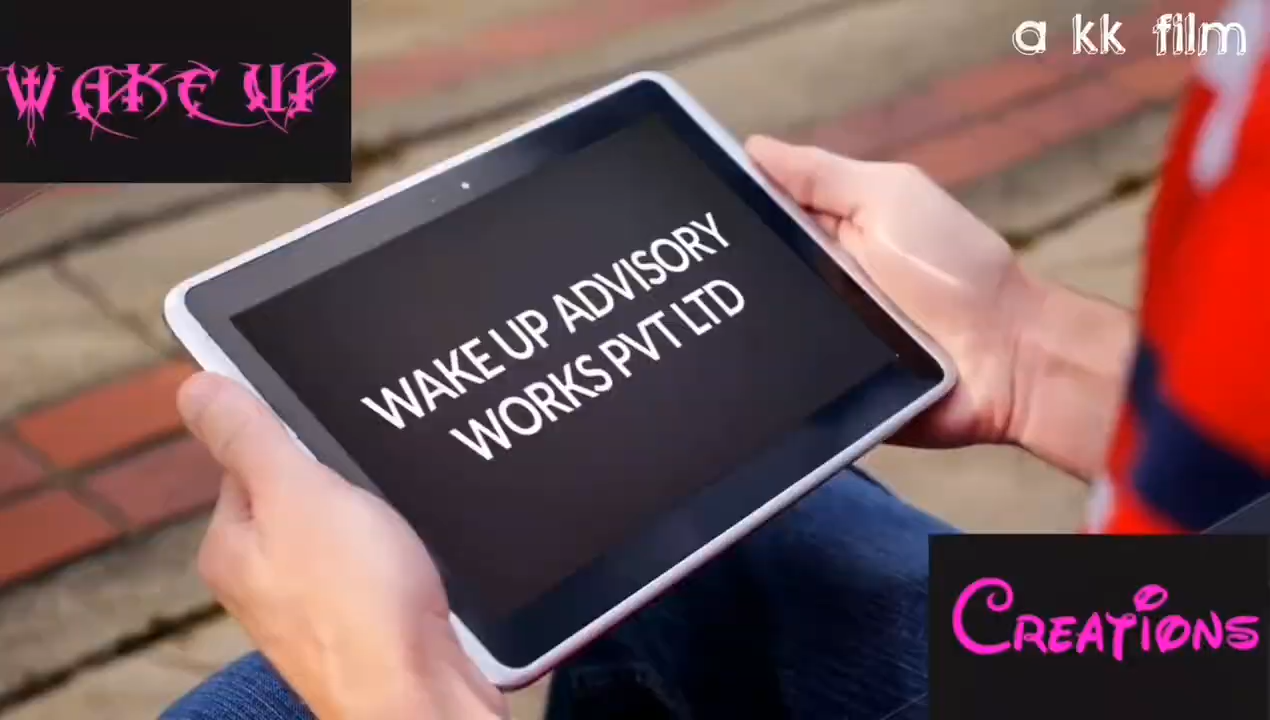 WAKE UP
a kk film
WAKE UP ADVISORY
WORKS PVT LTD
CREATIONS